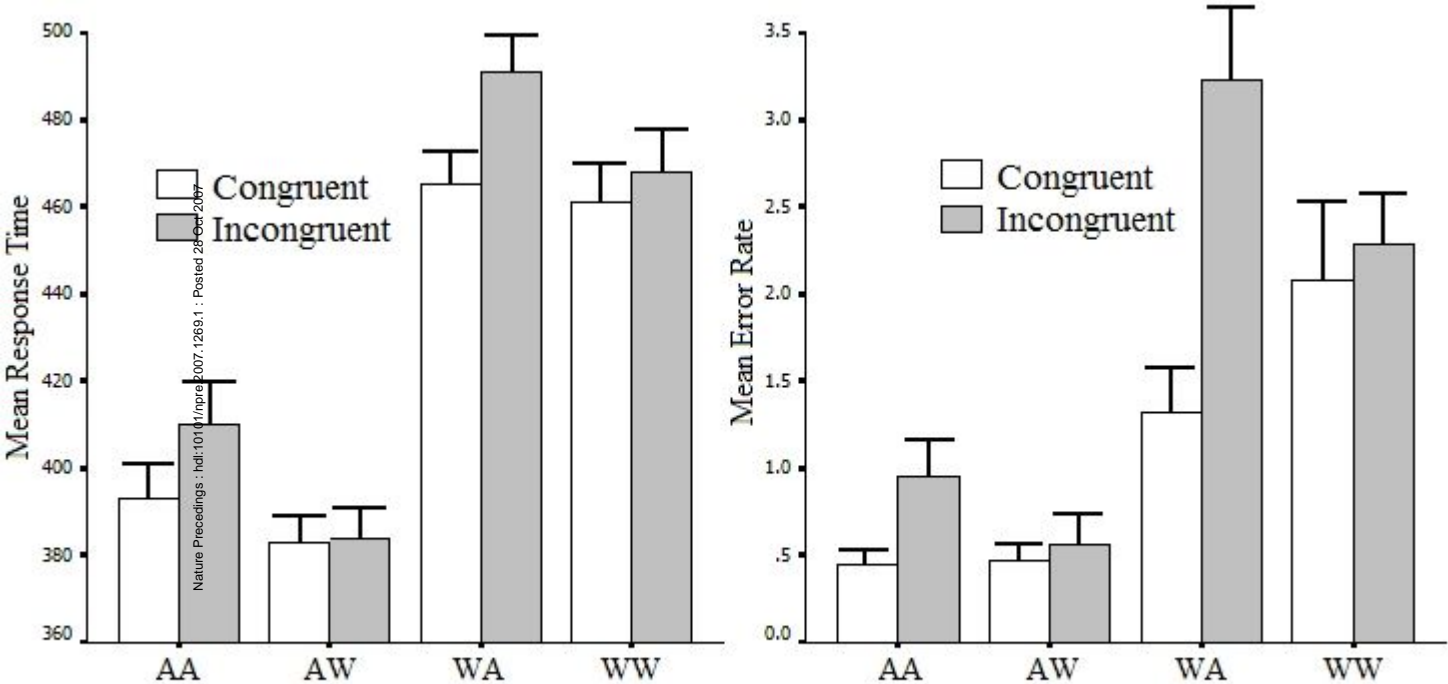 500
480
460
440
420
400
380
360
Mean Response Time
Congruent
Incongruent
AA AW WA WW
Nature Precedings : hdl:10101/npre.2007.1269.1 : Posted 28 Oct 2007
3.5
3.0
2.5
2.0
1.5
1.0
.5
0.0
Mean Error Rate
Congruent
Incongruent
AA AW WA WW